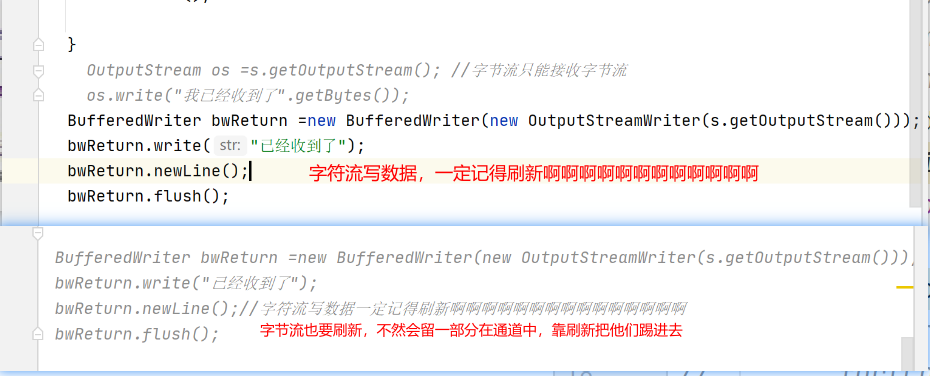 }
OutputStream os =s.getOutputStream(); //字节流只能接收字节流
os.write("我已经收到了".getBytes());
BufferedWriter bwReturn =new BufferedWriter(new OutputStreamWriter(s.getOutputStream()));
bwReturn.write( str: "已经收到了");
bwReturn.newLine(); 字符流写数据，一定记得刷新啊啊啊啊啊啊啊啊啊啊啊啊
bwReturn.flush();
BufferedWriter bwReturn =new BufferedWriter(new OutputStreamWriter(s.getOutputStream()));
bwReturn.write("已经收到了");
bwReturn.newLine();//字符流写数据一定记得刷新啊啊啊啊啊啊啊啊啊啊啊啊啊啊啊
bwReturn.flush(); 字节流也要刷新，不然会留一部分在通道中，靠刷新把他们踢进去